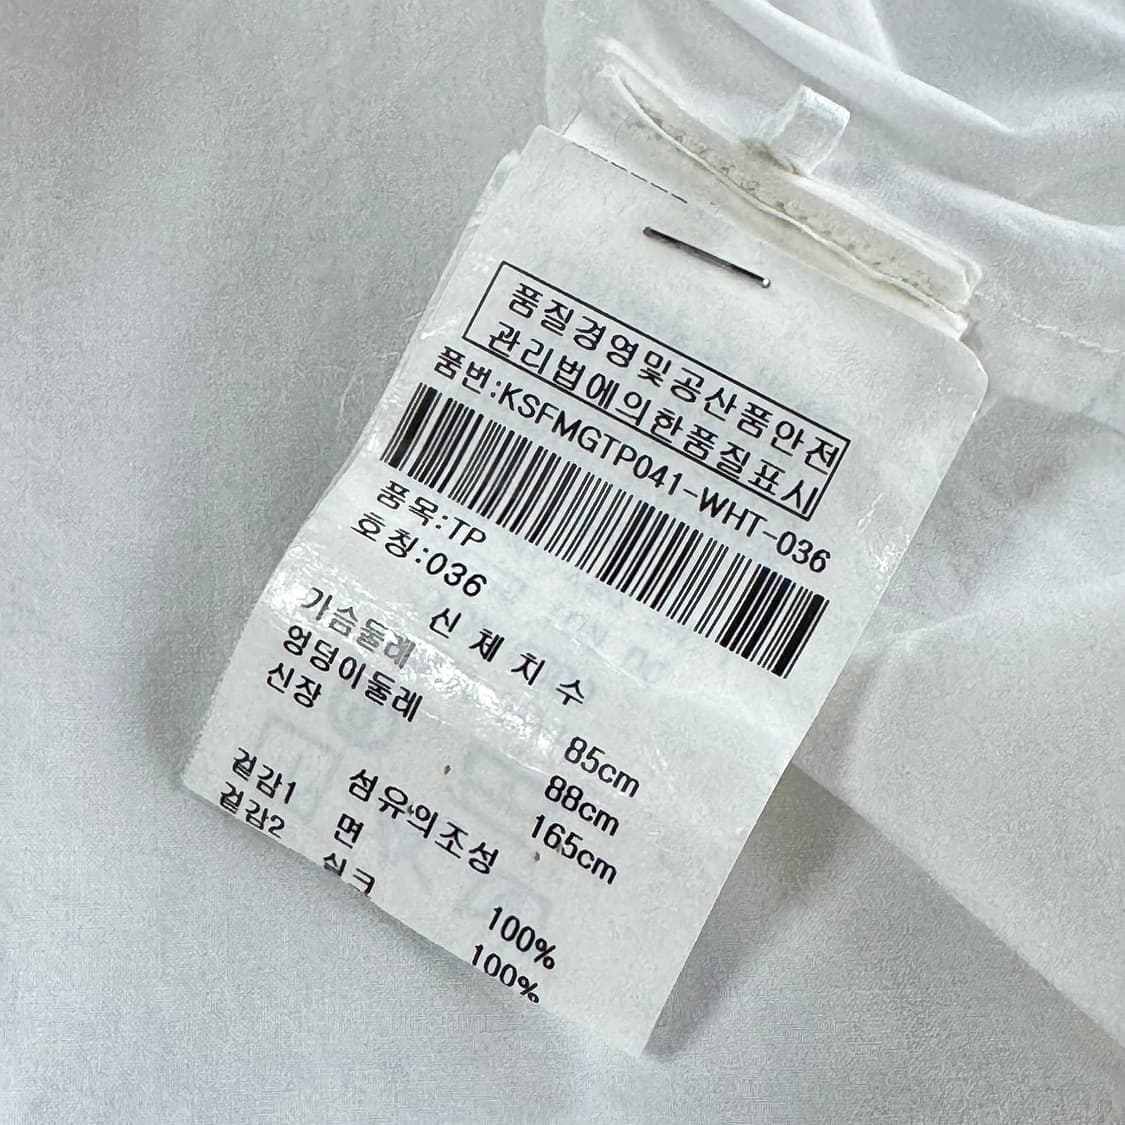 품질경영및공산품안전
관리법에의한품질표시
품번:KSFMGTP041-WHT-036
품목:TP
호칭:036
신체치수
가슴둘레 85cm
엉덩이둘레 88cm
신장 165cm
섬유의조성
겉감1 면 100%
겉감2 실크 100%